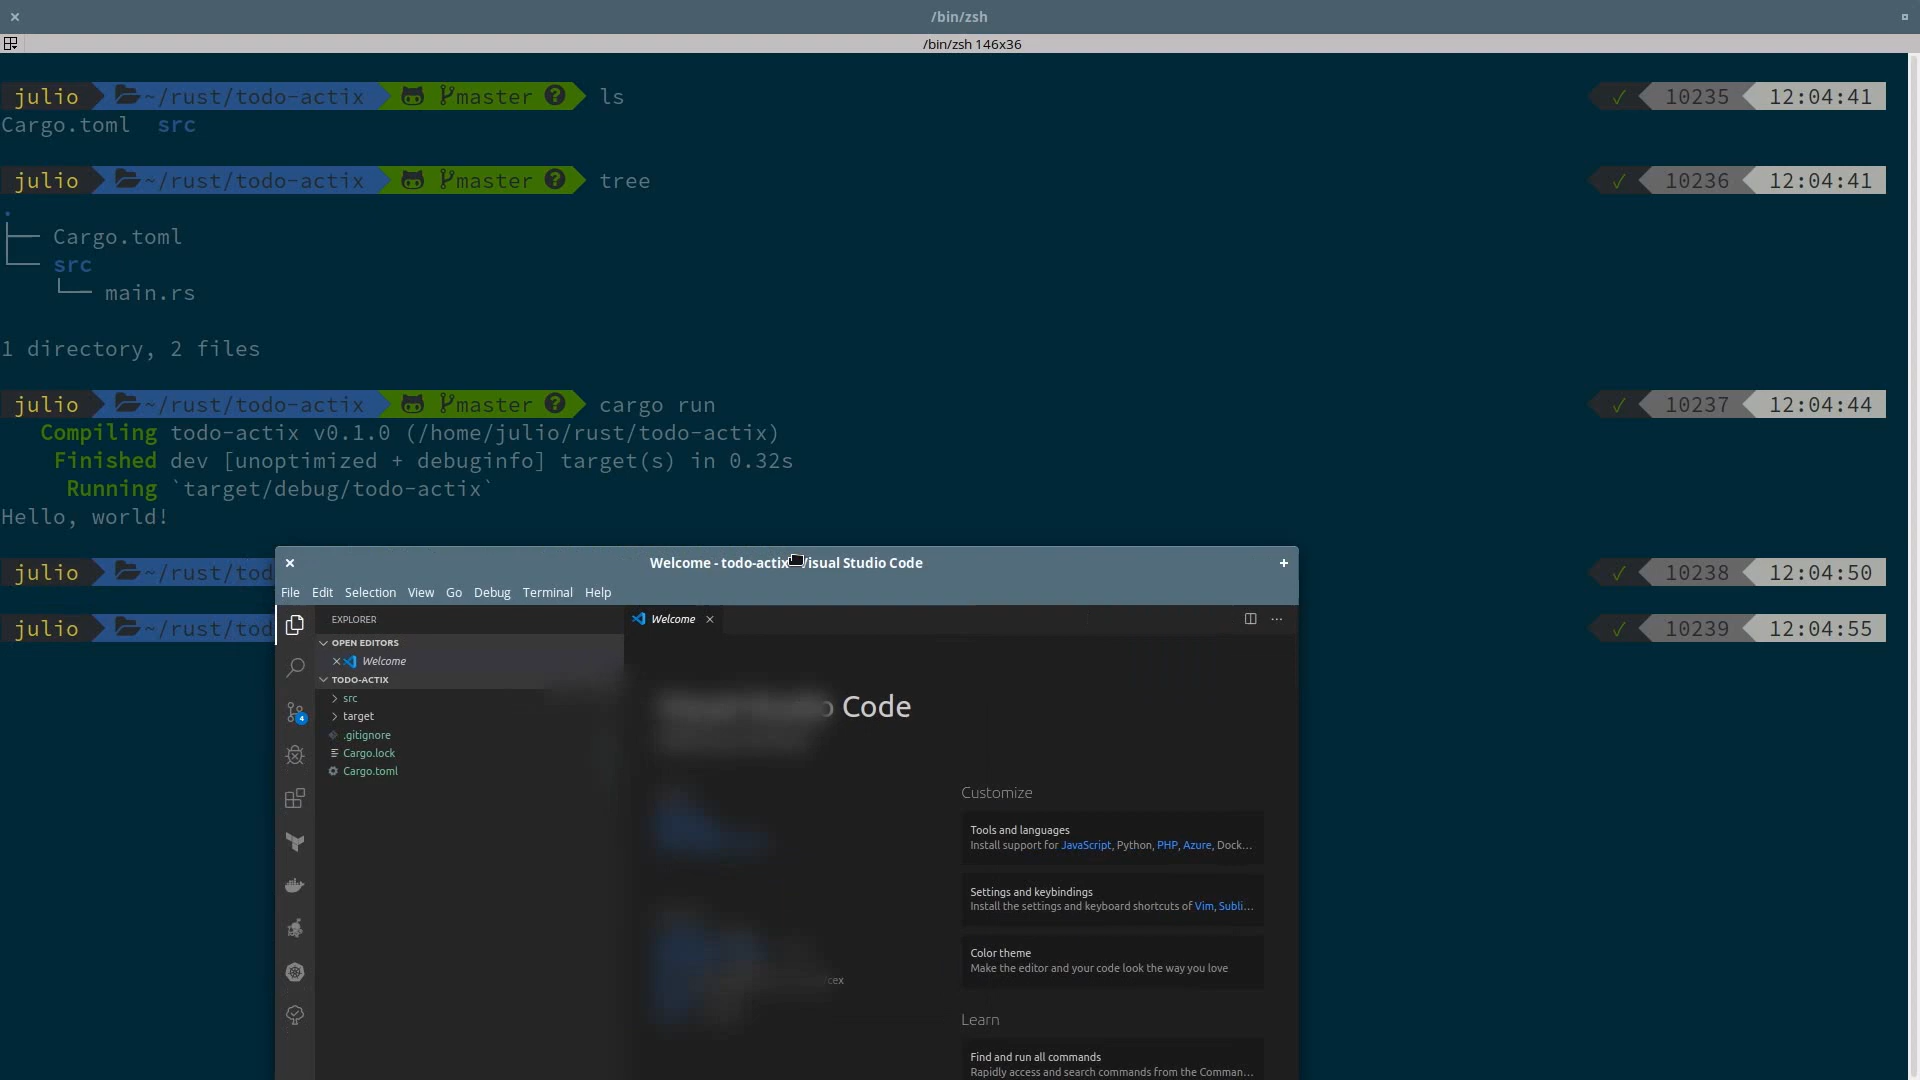 /bin/zsh
/bin/zsh 146x36
julio ~/rust/todo-actix master ls ✓ 10235 12:04:41
Cargo.toml src
julio ~/rust/todo-actix master tree ✓ 10236 12:04:41
.
├── Cargo.toml
└── src
    └── main.rs
1 directory, 2 files
julio ~/rust/todo-actix master cargo run ✓ 10237 12:04:44
Compiling todo-actix v0.1.0 (/home/julio/rust/todo-actix)
Finished dev [unoptimized + debuginfo] target(s) in 0.32s
Running `target/debug/todo-actix`
Hello, world!
julio ~/rust/tod ✓ 10238 12:04:50
julio ~/rust/tod ✓ 10239 12:04:55
Welcome - todo-actix isual Studio Code
File Edit Selection View Go Debug Terminal Help
EXPLORER
OPEN EDITORS
Welcome
TODO-ACTIX
src
target
.gitignore
Cargo.lock
Cargo.toml
4
Welcome
Code
cex
Customize
Tools and languages
Install support for JavaScript, Python, PHP, Azure, Dock...
Settings and keybindings
Install the settings and keyboard shortcuts of Vim, Subli...
Color theme
Make the editor and your code look the way you love
Learn
Find and run all commands
Rapidly access and search commands from the Comman...